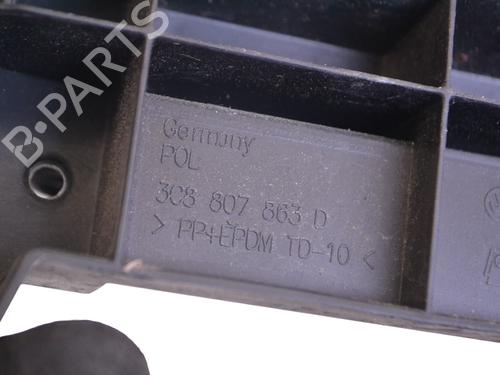 B-PARTS
Germany
POL
3C8 807 863 D
> PP+EPDM TD-10 <